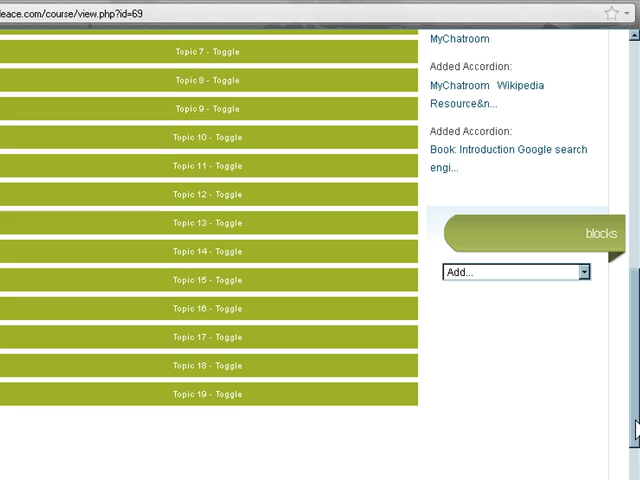 leace.com/course/view.php?id=69
Topic 7 - Toggle
Topic 8 - Toggle
Topic 9 - Toggle
Topic 10 - Toggle
Topic 11 - Toggle
Topic 12 - Toggle
Topic 13 - Toggle
Topic 14 - Toggle
Topic 15 - Toggle
Topic 16 - Toggle
Topic 17 - Toggle
Topic 18 - Toggle
Topic 19 - Toggle
MyChatroom
Added Accordion:
MyChatroom Wikipedia
Resource&n...
Added Accordion:
Book: Introduction Google search
engi...
blocks
Add...